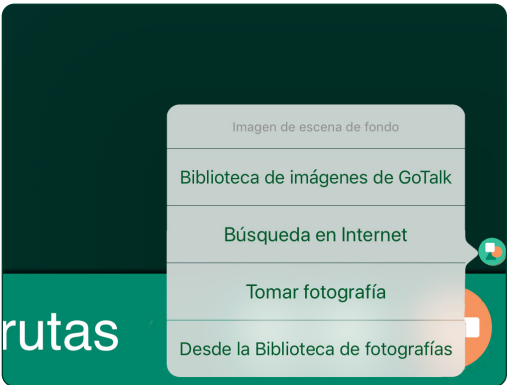 Imagen de escena de fondo
Biblioteca de imágenes de GoTalk
Búsqueda en Internet
Tomar fotografía
rutas
Desde la Biblioteca de fotografías